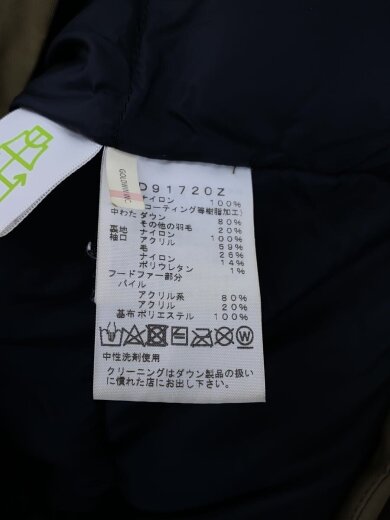 GOLDWIN INC.
D91720Z
ナイロン 100%
コーティング等樹脂加工)
中わた ダウン 80%
その他の羽毛 20%
裏地 ナイロン 100%
袖口 アクリル 59%
毛 26%
ナイロン 14%
ポリウレタン 1%
フードファー部分
パイル
アクリル系 80%
アクリル 20%
基布 ポリエステル 100%
W
中性洗剤使用
クリーニングはダウン製品の扱い
に慣れた店にお出し下さい。